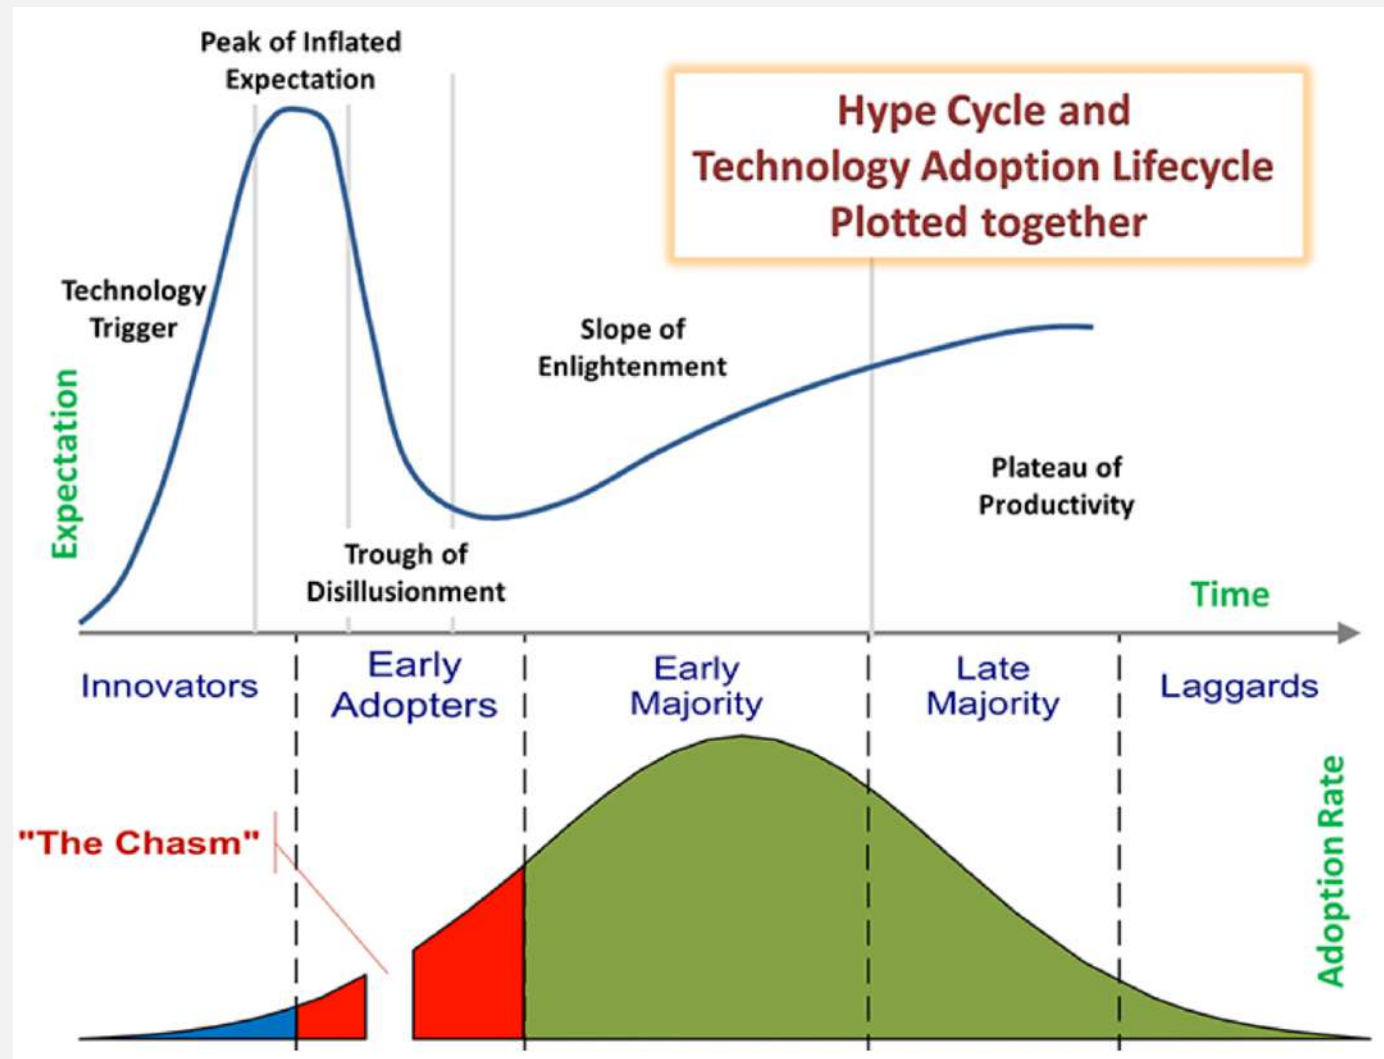 Peak of Inflated
Expectation
Hype Cycle and
Technology Adoption Lifecycle
Plotted together
Technology
Trigger
Slope of
Enlightenment
Expectation
Plateau of
Productivity
Trough of
Disillusionment
Time
Innovators
Early
Adopters
Early
Majority
Late
Majority
Laggards
"The Chasm"
Adoption Rate